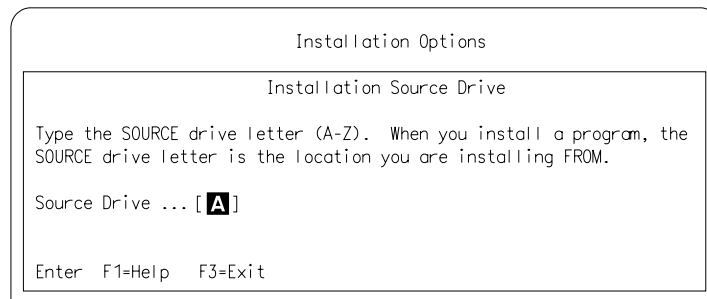 Installation Options
Installation Source Drive
Type the SOURCE drive letter (A-Z). When you install a program, the
SOURCE drive letter is the location you are installing FROM.
Source Drive ... [A]
Enter F1=Help F3=Exit